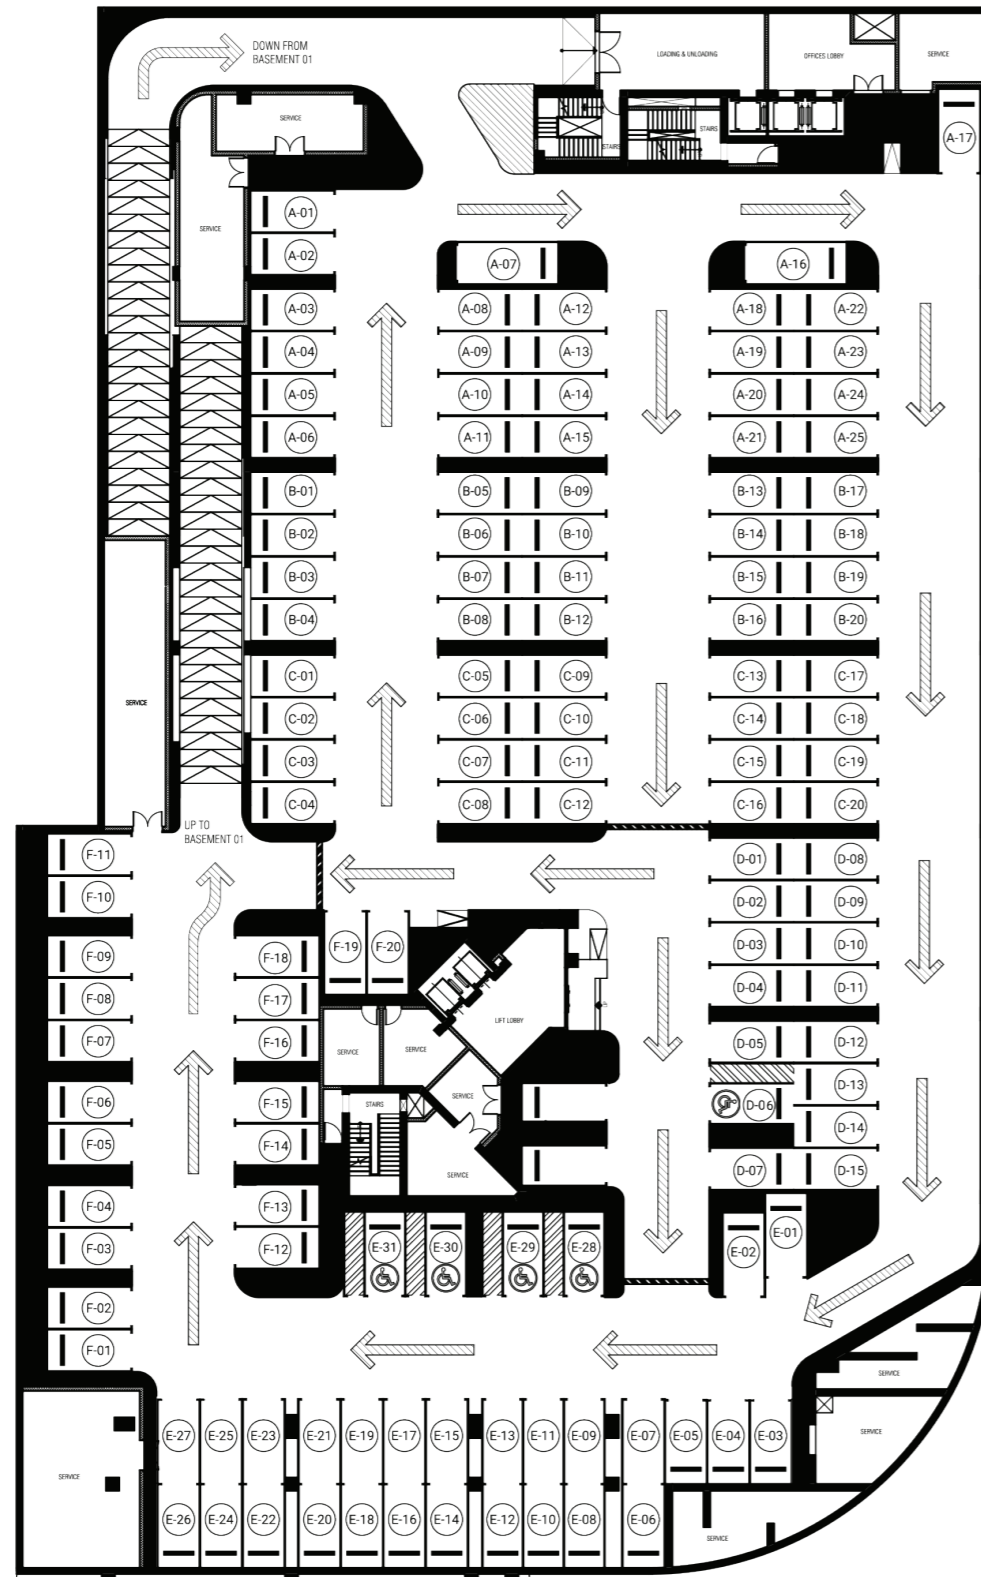 DOWN FROM
BASEMENT 01
LOADING & UNLOADING
OFFICES LOBBY
SERVICE
SERVICE
STAIRS
STAIRS
A-17
A-01
SERVICE
A-02
A-07
A-16
A-03
A-08
A-12
A-18
A-22
A-04
A-09
A-13
A-19
A-23
A-05
A-10
A-14
A-20
A-24
A-06
A-11
A-15
A-21
A-25
B-01
B-05
B-09
B-13
B-17
B-02
B-06
B-10
B-14
B-18
B-03
B-07
B-11
B-15
B-19
B-04
B-08
B-12
B-16
B-20
C-01
C-05
C-09
C-13
C-17
SERVICE
C-02
C-06
C-10
C-14
C-18
C-03
C-07
C-11
C-15
C-19
C-04
C-08
C-12
C-16
C-20
UP TO
BASEMENT 01
F-11
D-01
D-08
F-10
D-02
D-09
F-19
F-20
D-03
D-10
F-09
F-18
F-08
F-17
D-04
D-11
LIFT LOBBY
F-07
F-16
D-05
D-12
SERVICE
SERVICE
D-13
SERVICE
F-06
F-15
STAIRS
D-06
D-14
F-05
F-14
SERVICE
D-07
D-15
F-04
F-13
E-01
F-03
F-12
E-31
E-30
E-29
E-28
E-02
F-02
F-01
SERVICE
E-27
E-25
E-23
E-21
E-19
E-17
E-15
E-13
E-11
E-09
E-07
E-05
E-04
E-03
SERVICE
SERVICE
E-26
E-24
E-22
E-20
E-18
E-16
E-14
E-12
E-10
E-08
E-06
SERVICE